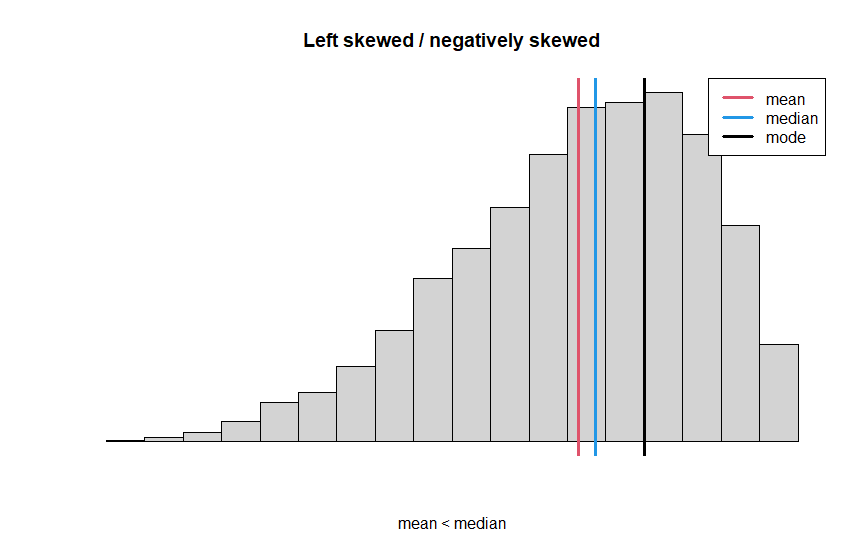 Left skewed / negatively skewed
mean
median
mode
mean < median